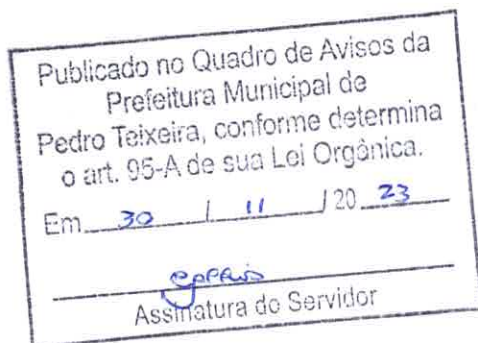 Publicado no Quadro de Avisos da
Prefeitura Municipal de
Pedro Teixeira, conforme determina
o art. 95-A de sua Lei Orgânica.
Em 30 / 11 / 20 23
Assinatura do Servidor